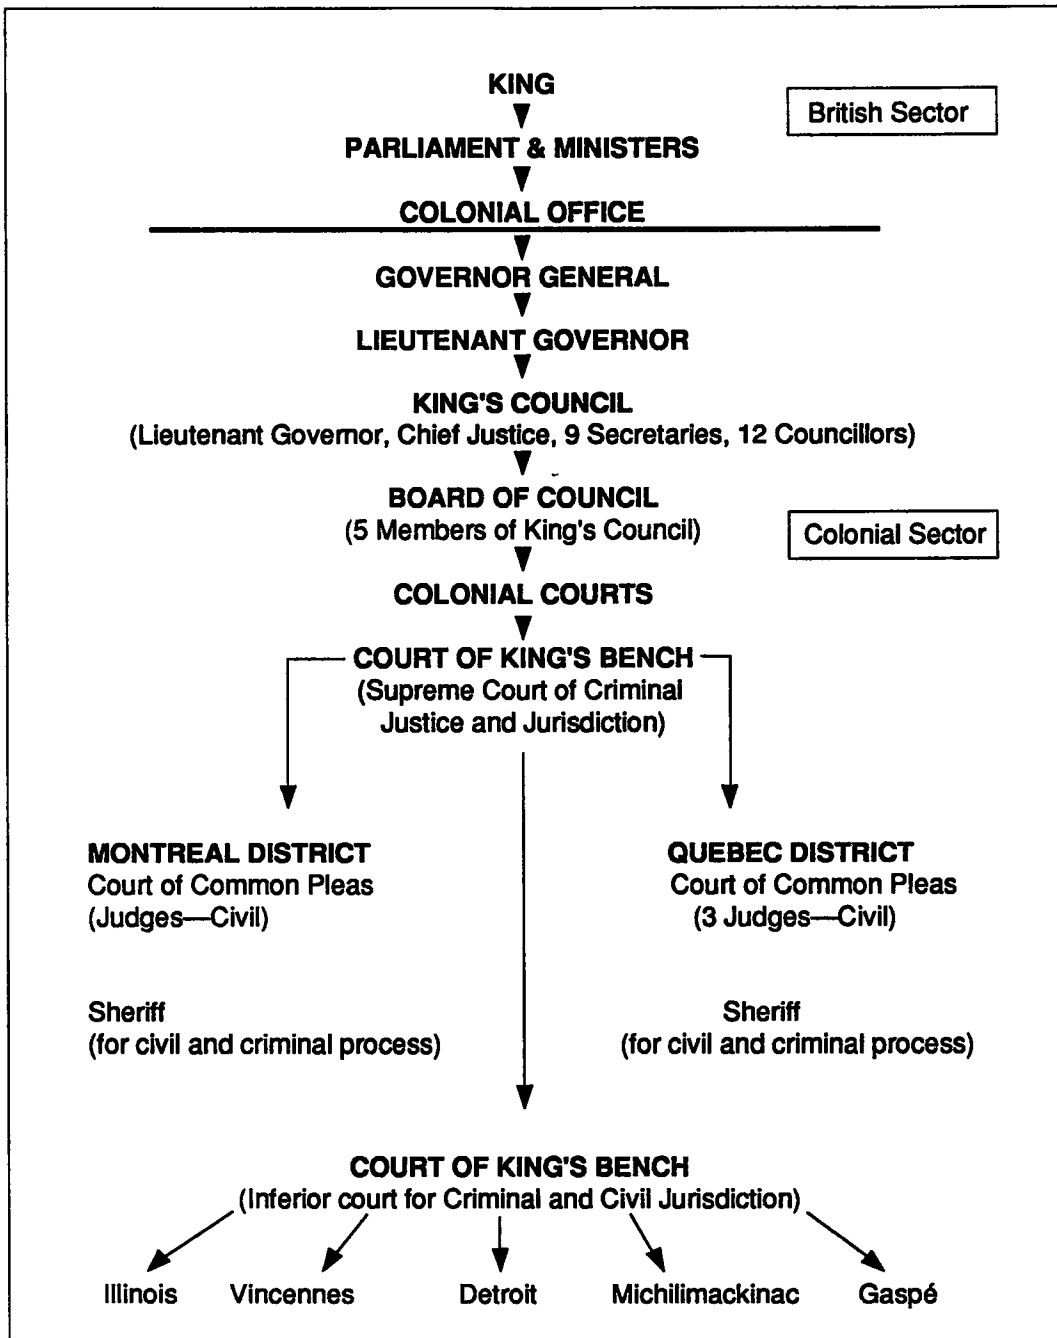 KING
British Sector
PARLIAMENT & MINISTERS
COLONIAL OFFICE
GOVERNOR GENERAL
LIEUTENANT GOVERNOR
KING'S COUNCIL
(Lieutenant Governor, Chief Justice, 9 Secretaries, 12 Councillors)
BOARD OF COUNCIL
(5 Members of King's Council)
Colonial Sector
COLONIAL COURTS
COURT OF KING'S BENCH
(Supreme Court of Criminal
Justice and Jurisdiction)
MONTREAL DISTRICT
Court of Common Pleas
(Judges—Civil)
Sheriff
(for civil and criminal process)
QUEBEC DISTRICT
Court of Common Pleas
(3 Judges—Civil)
Sheriff
(for civil and criminal process)
COURT OF KING'S BENCH
(Inferior court for Criminal and Civil Jurisdiction)
Illinois
Vincennes
Detroit
Michilimackinac
Gaspé